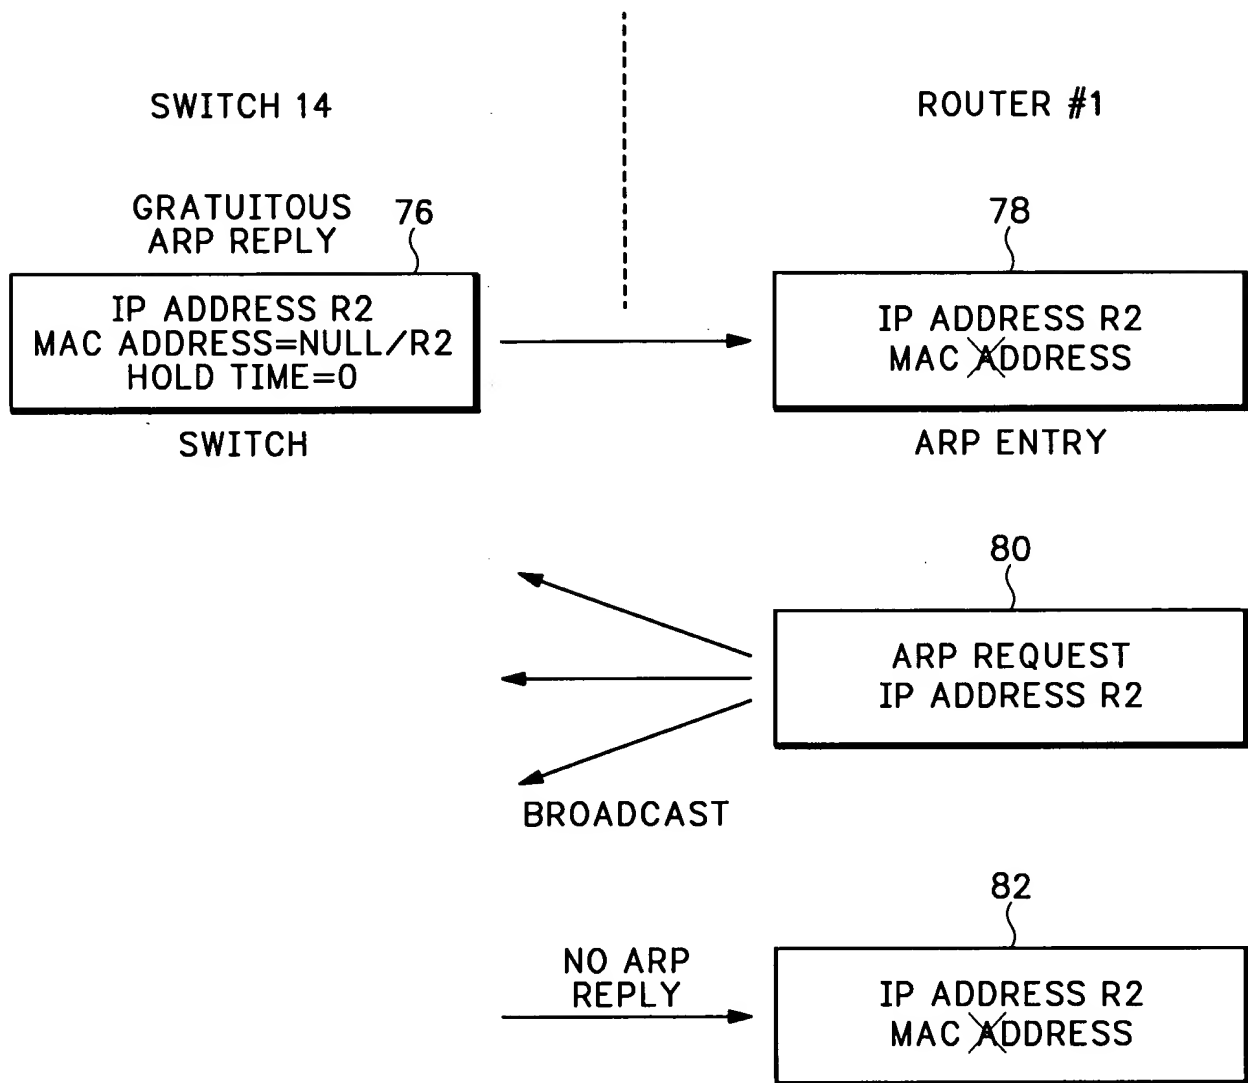 SWITCH 14
ROUTER #1
GRATUITOUS
ARP REPLY
76
78
IP ADDRESS R2
MAC ADDRESS=NULL/R2
HOLD TIME=0
IP ADDRESS R2
MAC ADDRESS
SWITCH
ARP ENTRY
80
ARP REQUEST
IP ADDRESS R2
BROADCAST
82
NO ARP
REPLY
IP ADDRESS R2
MAC ADDRESS